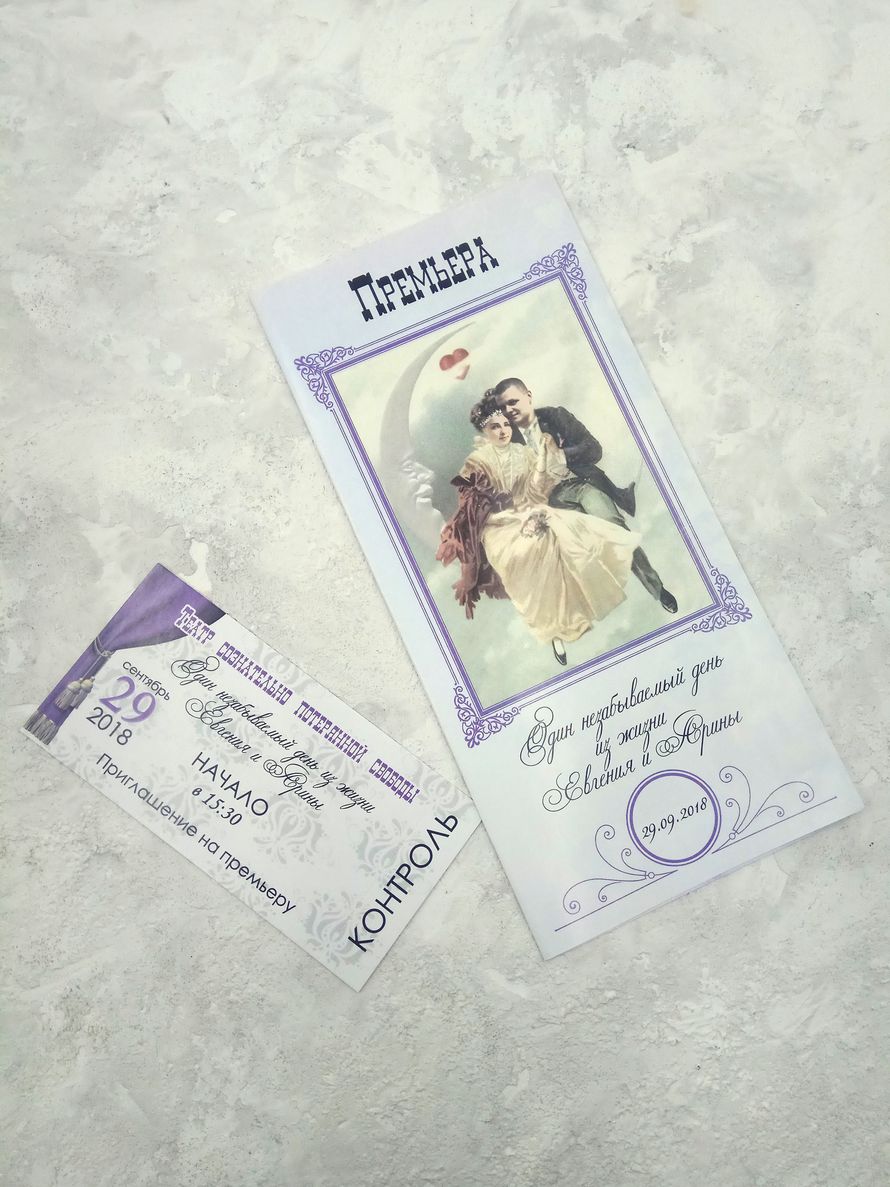 Премьера
Один незабываемый день
из жизни
Евгения и Арины
29.09.2018
Театр сознательно потерянной свободы
Один незабываемый день из жизни
Евгения и Арины
сентябрь
29
2018
НАЧАЛО
в 15:30
Приглашение на премьеру
КОНТРОЛЬ